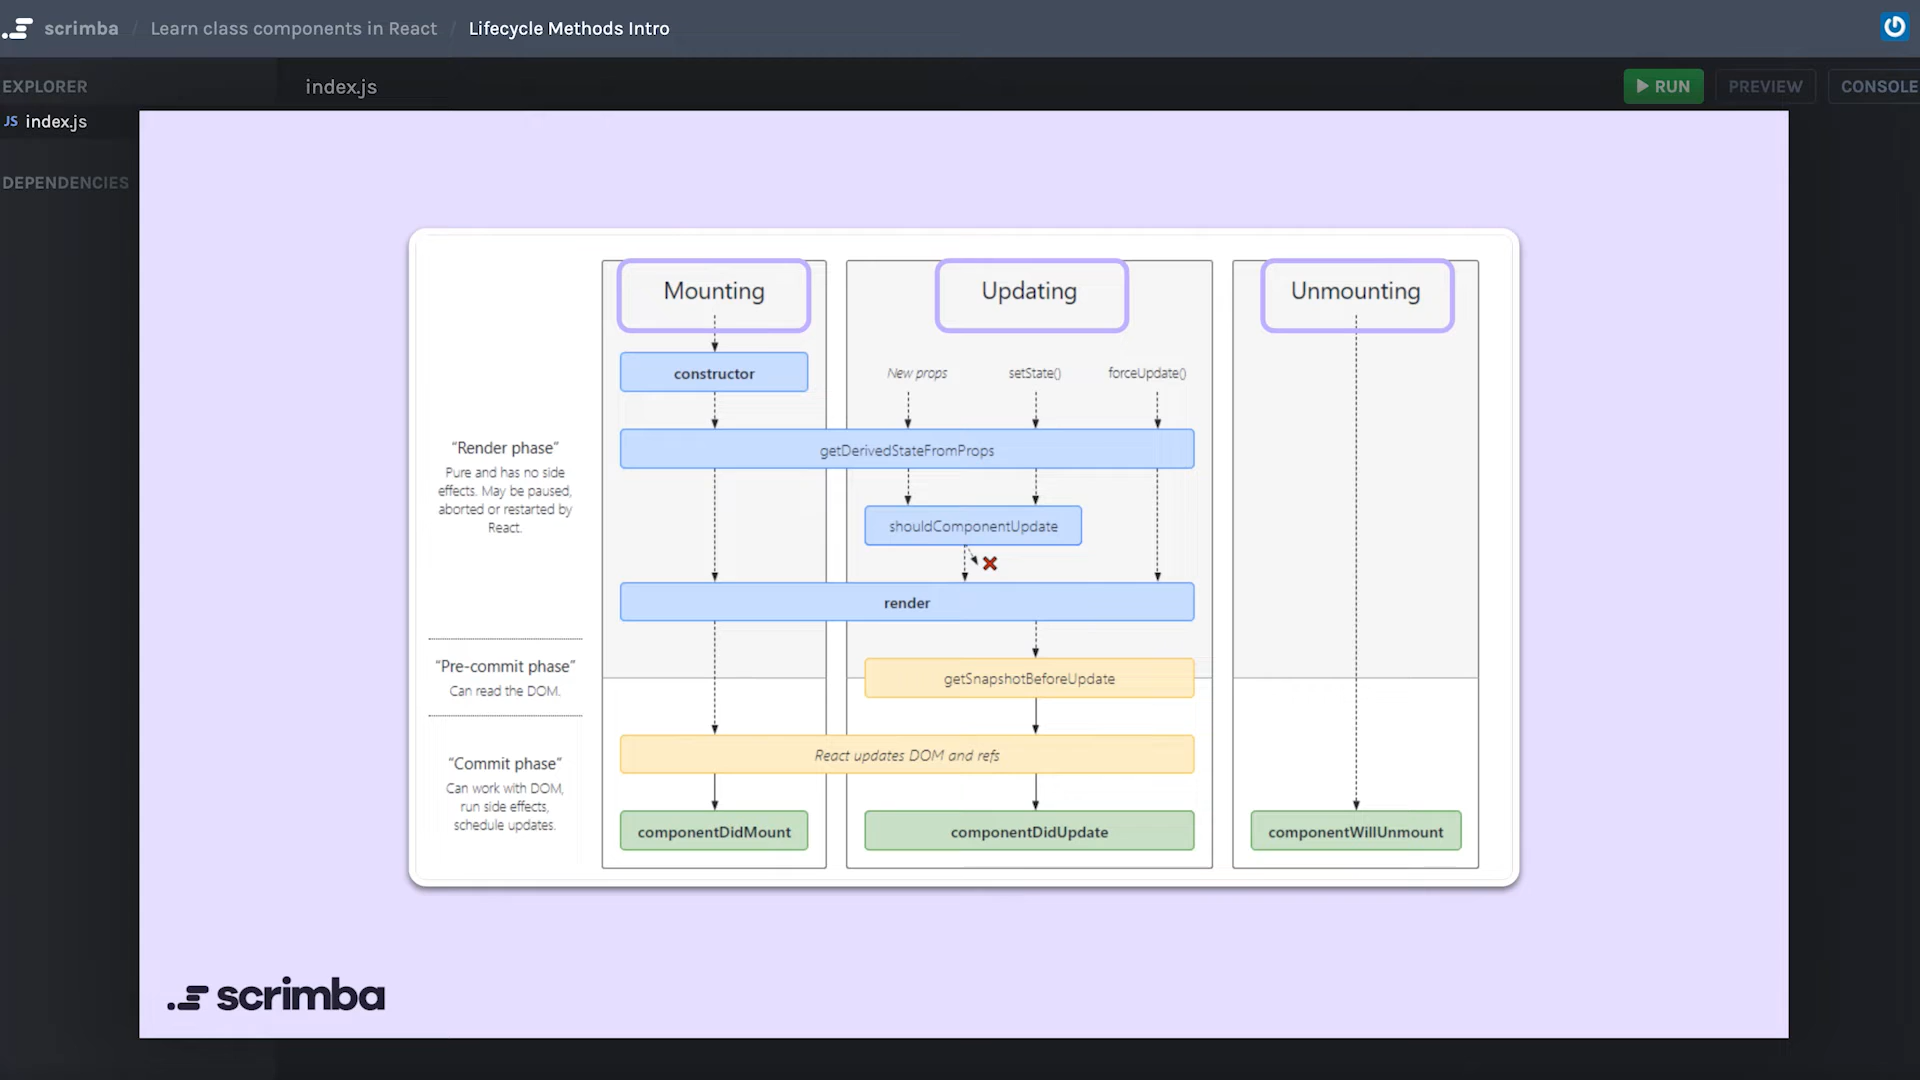 scrimba / Learn class components in React / Lifecycle Methods Intro
EXPLORER
index.js
RUN
PREVIEW
CONSOLE
JS index.js
DEPENDENCIES
Mounting
Updating
Unmounting
constructor
New props
setState()
forceUpdate()
getDerivedStateFromProps
shouldComponentUpdate
render
getSnapshotBeforeUpdate
React updates DOM and refs
componentDidMount
componentDidUpdate
componentWillUnmount
“Render phase”
Pure and has no side
effects. May be paused,
aborted or restarted by
React.
“Pre-commit phase”
Can read the DOM.
“Commit phase”
Can work with DOM,
run side effects,
schedule updates.
scrimba